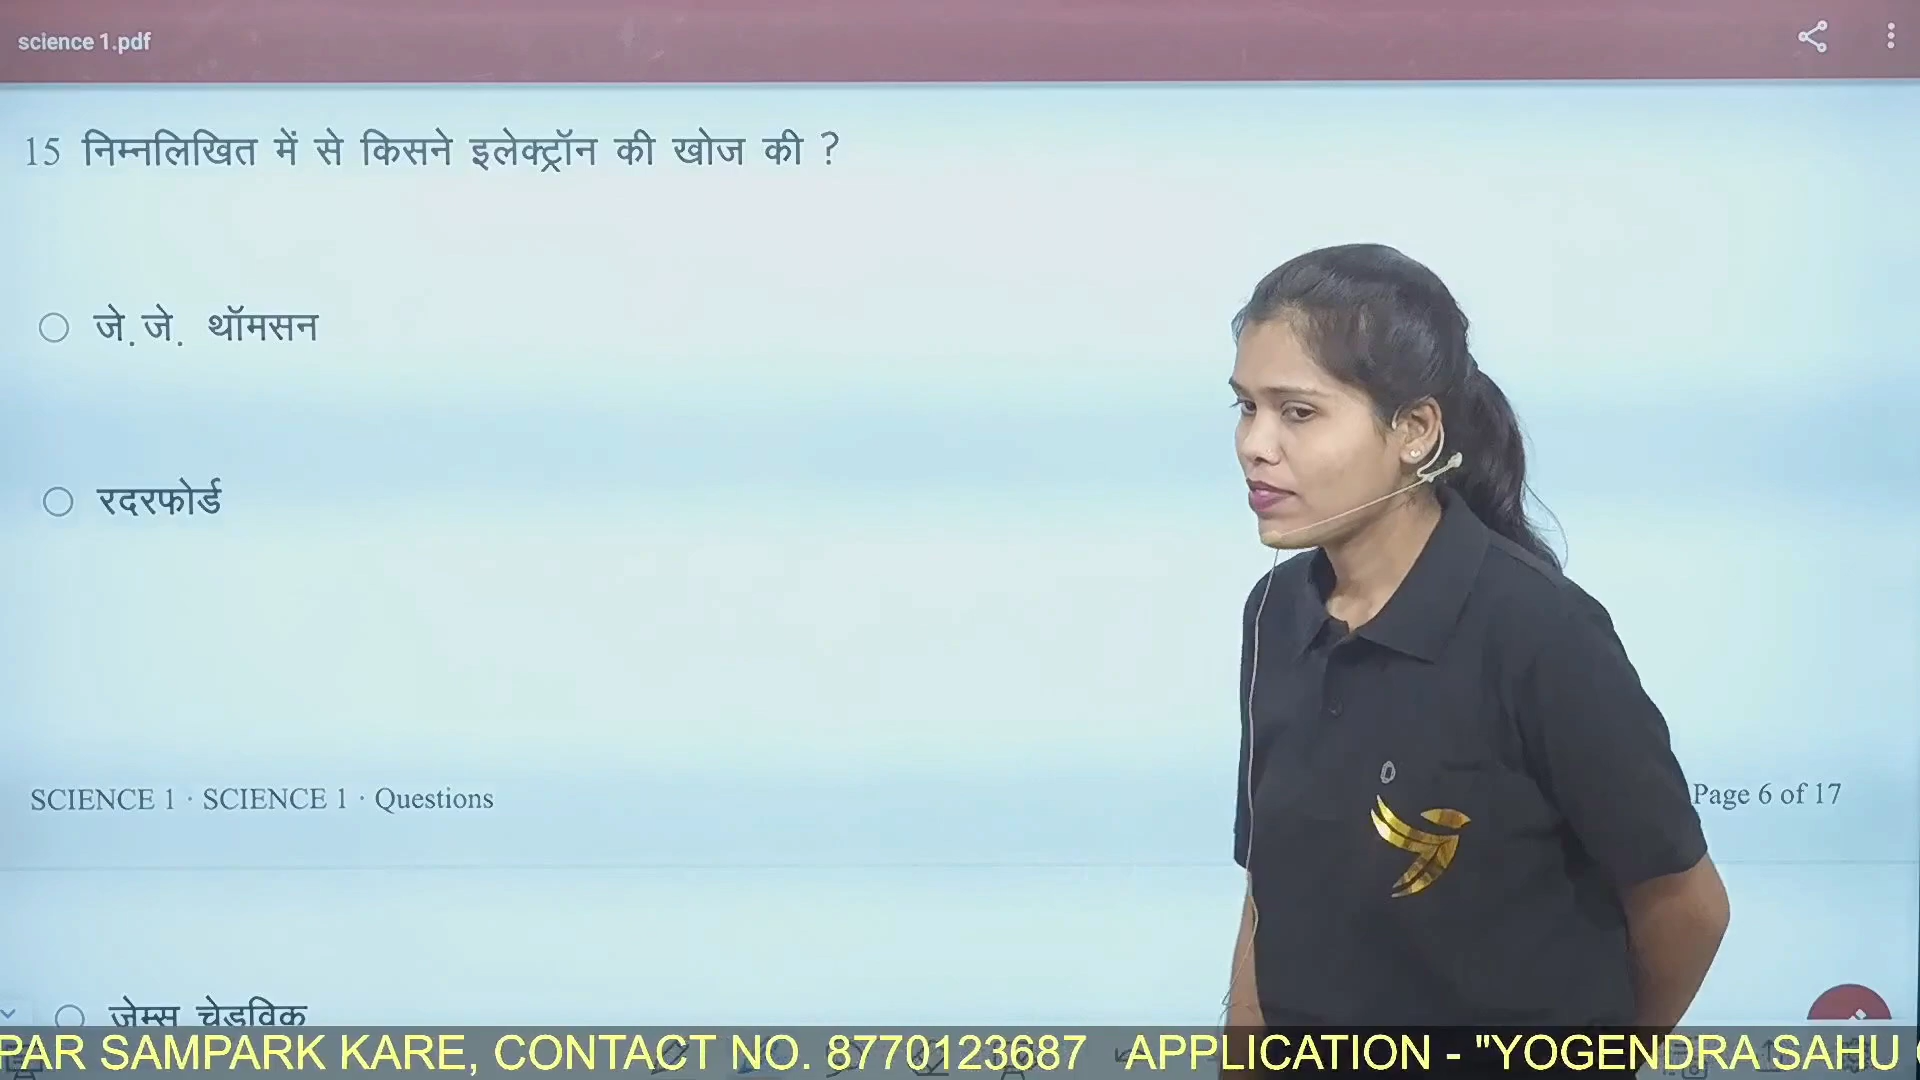 science 1.pdf
15 निम्नलिखित में से किसने इलेक्ट्रॉन की खोज की ?
जे.जे. थॉमसन
रदरफोर्ड
SCIENCE 1 · SCIENCE 1 · Questions
Page 6 of 17
जेम्स चेडविक
PAR SAMPARK KARE, CONTACT NO. 8770123687 APPLICATION - "YOGENDRA SAHU